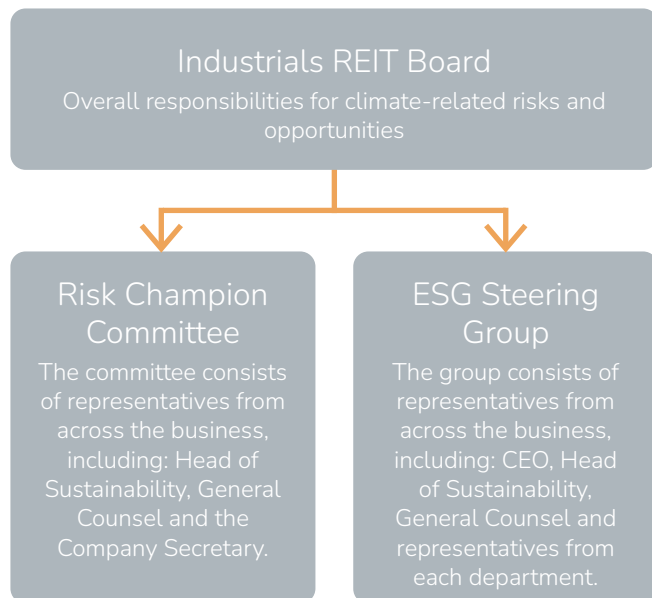 Industrials REIT Board
Overall responsibilities for climate-related risks and
opportunities
Risk Champion
Committee
The committee consists
of representatives from
across the business,
including: Head of
Sustainability, General
Counsel and the
Company Secretary.
ESG Steering
Group
The group consists of
representatives from
across the business,
including: CEO, Head
of Sustainability,
General Counsel and
representatives from
each department.